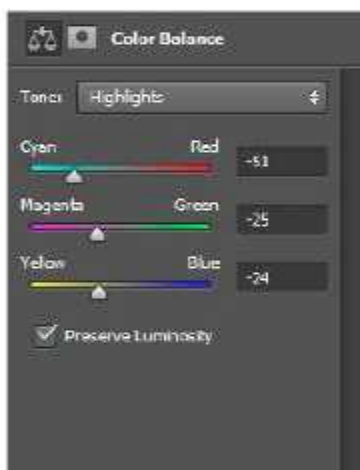 Color Balance
Tones Highlights
Cyan Red -51
Magenta Green -25
Yellow Blue -24
Preserve Luminosity